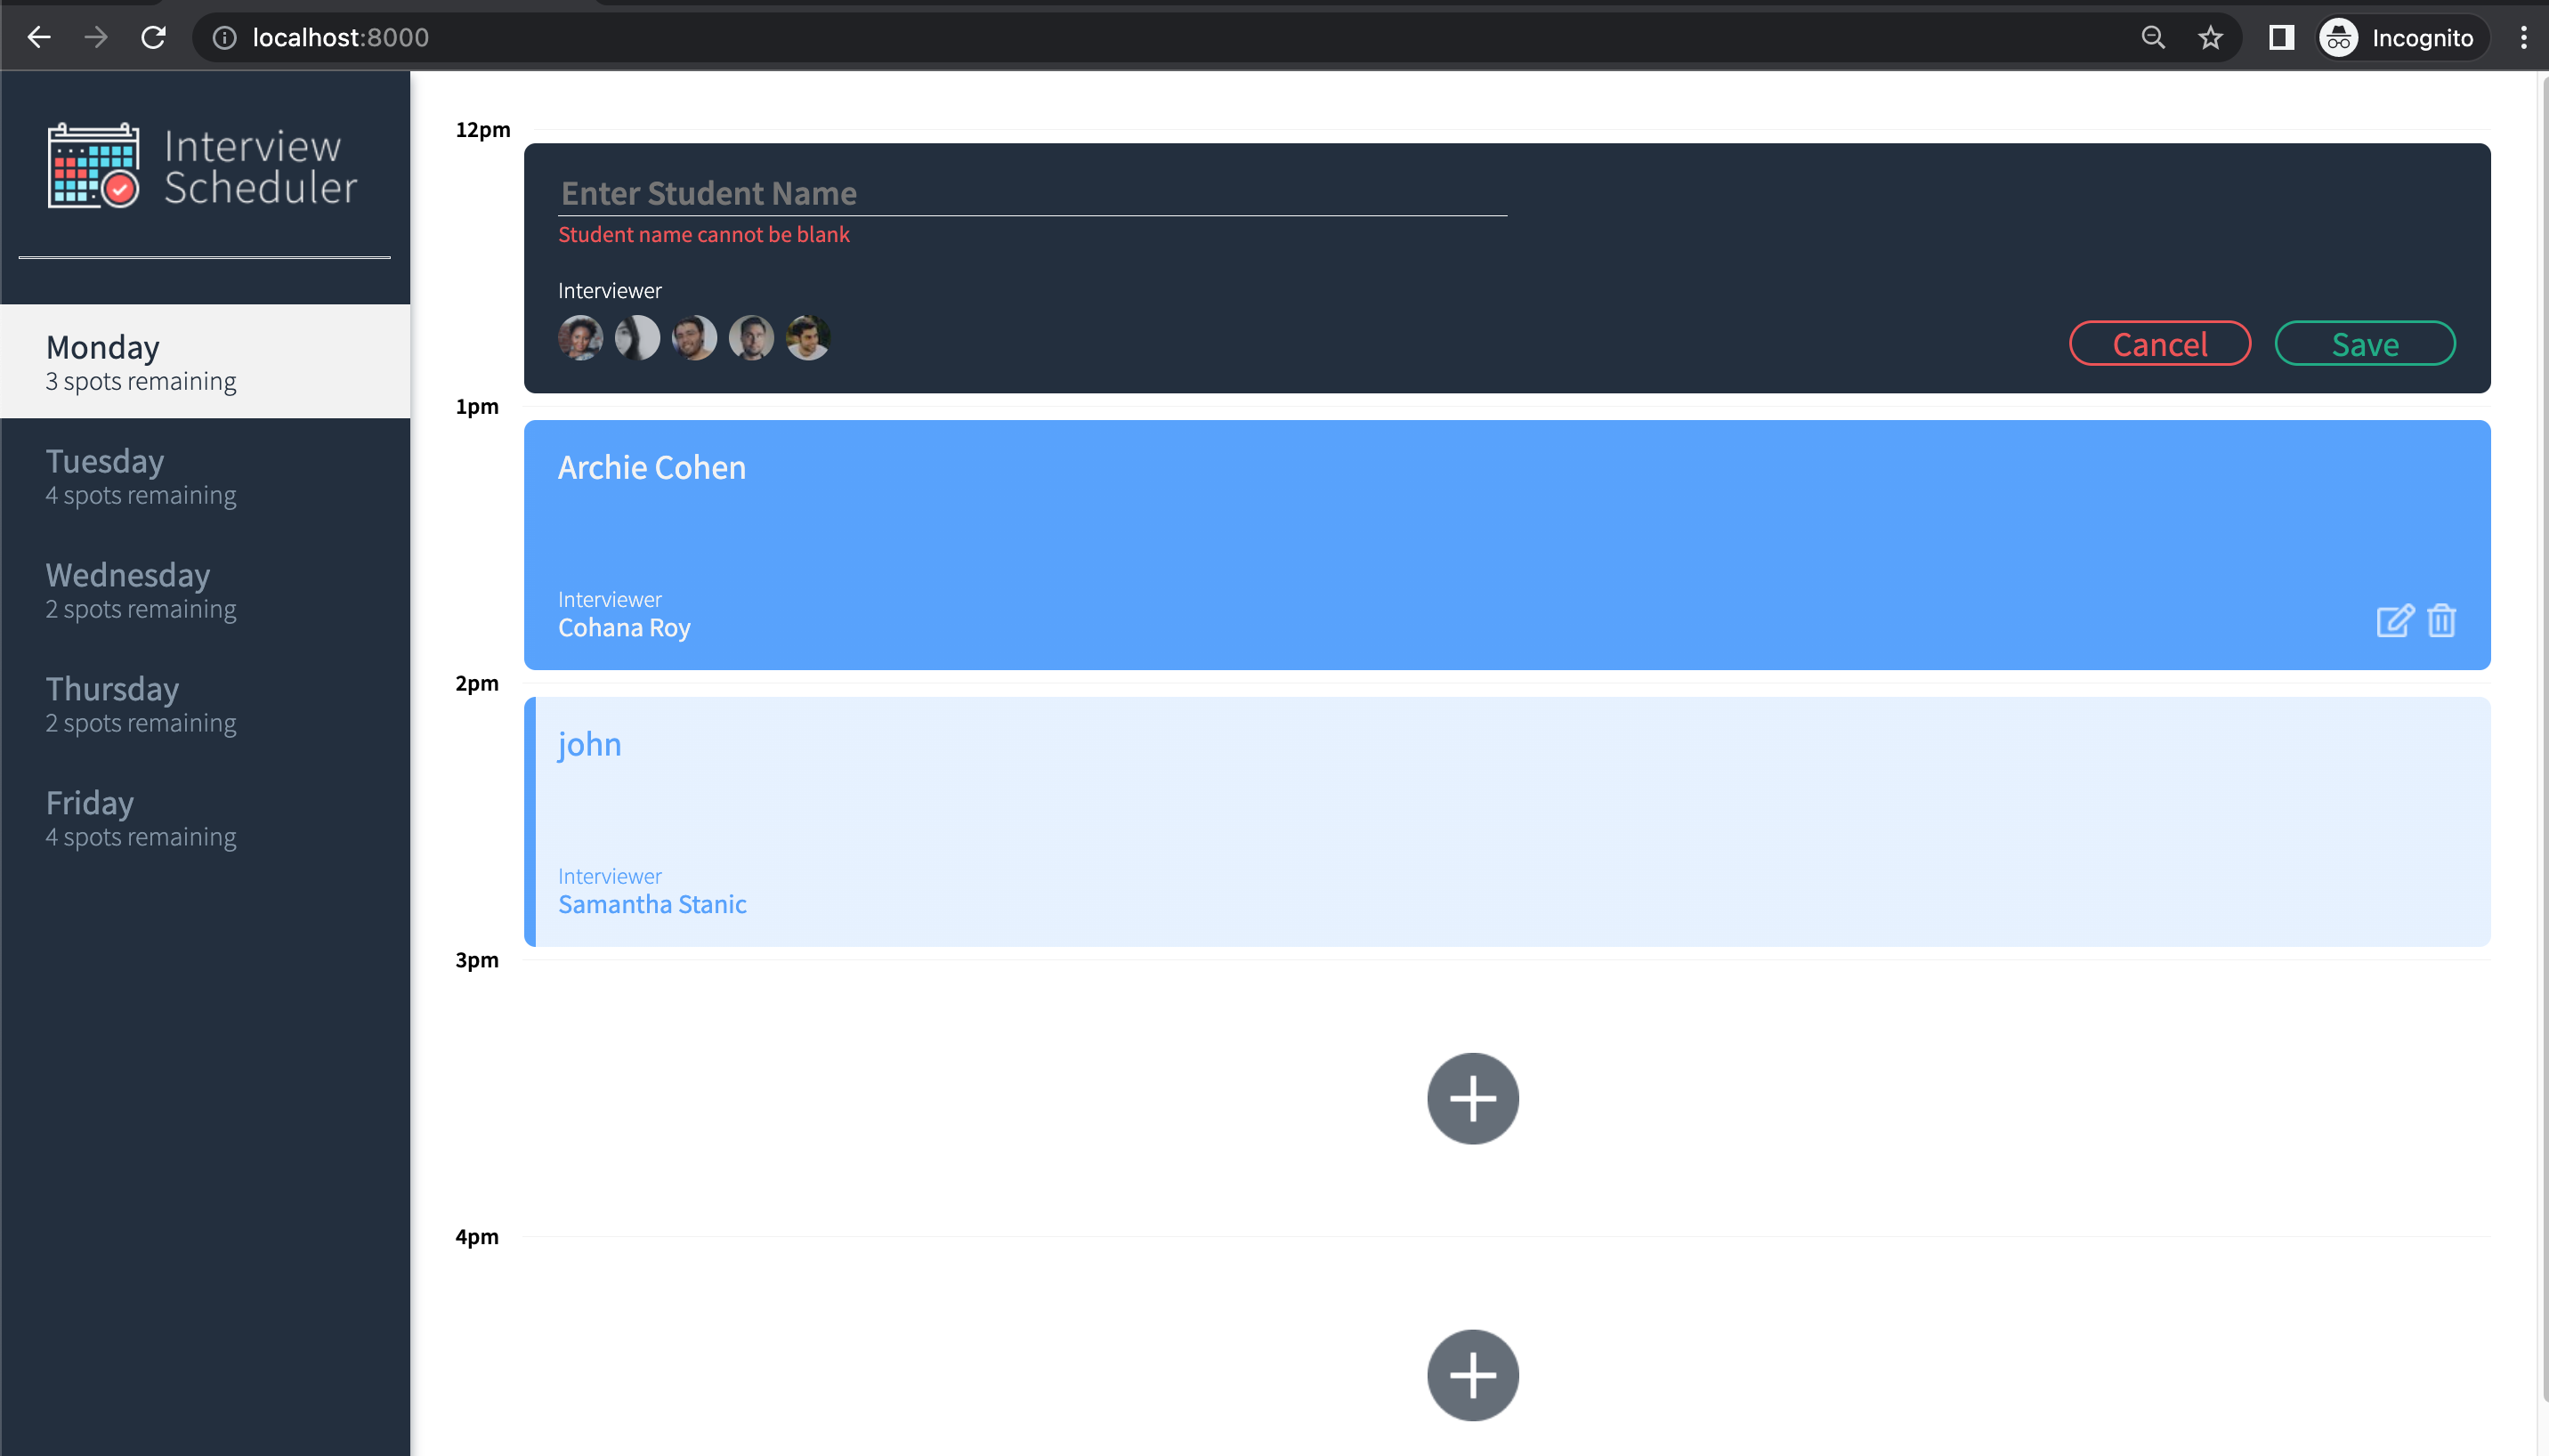 localhost:8000
Incognito
Interview
Scheduler
Monday
3 spots remaining
Tuesday
4 spots remaining
Wednesday
2 spots remaining
Thursday
2 spots remaining
Friday
4 spots remaining
12pm
Enter Student Name
Student name cannot be blank
Interviewer
Cancel
Save
1pm
Archie Cohen
Interviewer
Cohana Roy
2pm
john
Interviewer
Samantha Stanic
3pm
4pm